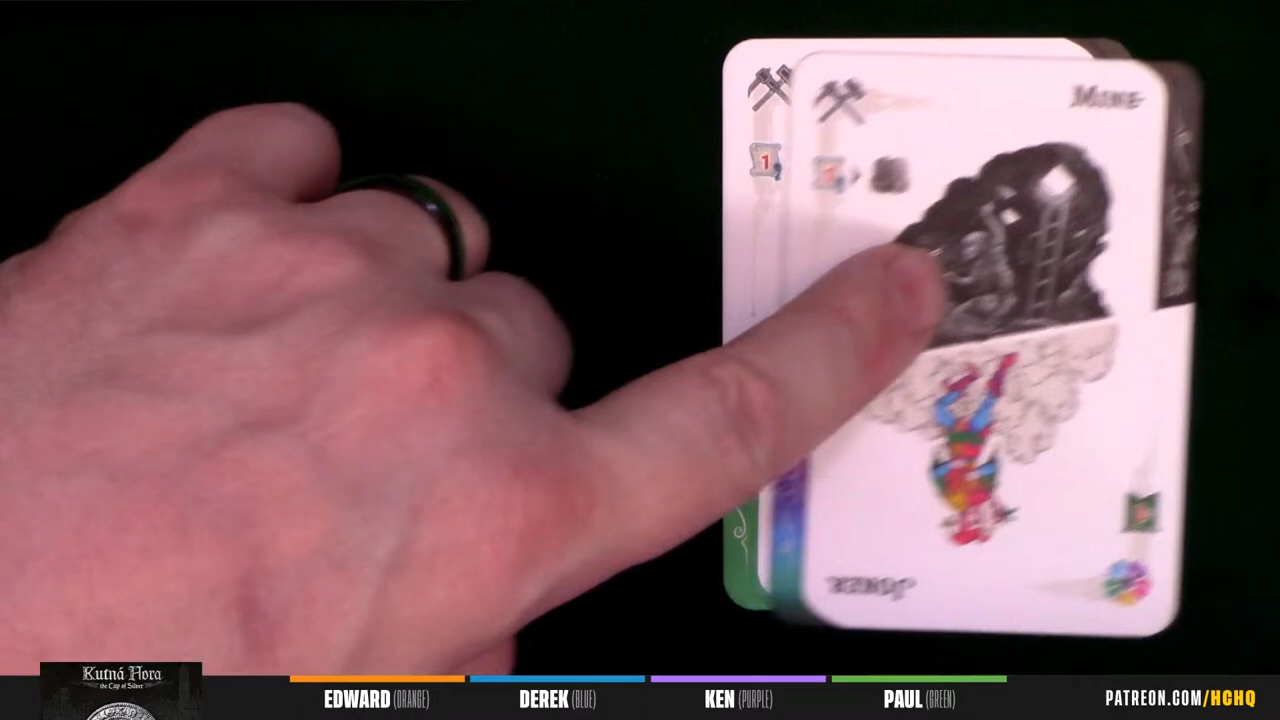 MINE
1
JOKER
Kutná Hora
the City of Silver
EDWARD (ORANGE)
DEREK (BLUE)
KEN (PURPLE)
PAUL (GREEN)
PATREON.COM/HCHQ